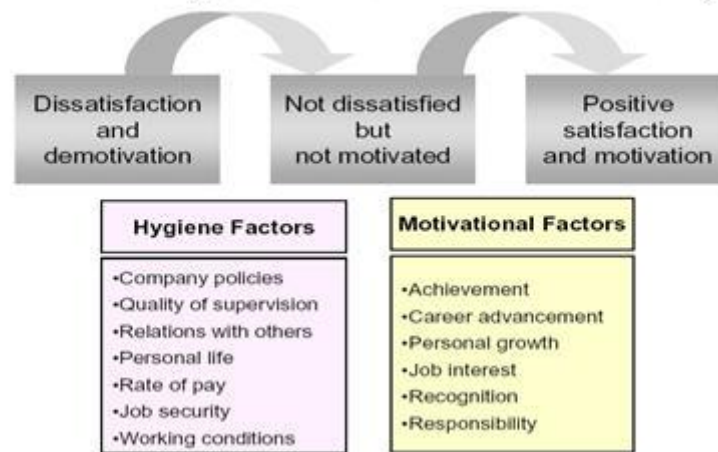 Dissatisfaction
and
demotivation
Not dissatisfied
but
not motivated
Positive
satisfaction
and motivation
Hygiene Factors
•Company policies
•Quality of supervision
•Relations with others
•Personal life
•Rate of pay
•Job security
•Working conditions
Motivational Factors
•Achievement
•Career advancement
•Personal growth
•Job interest
•Recognition
•Responsibility